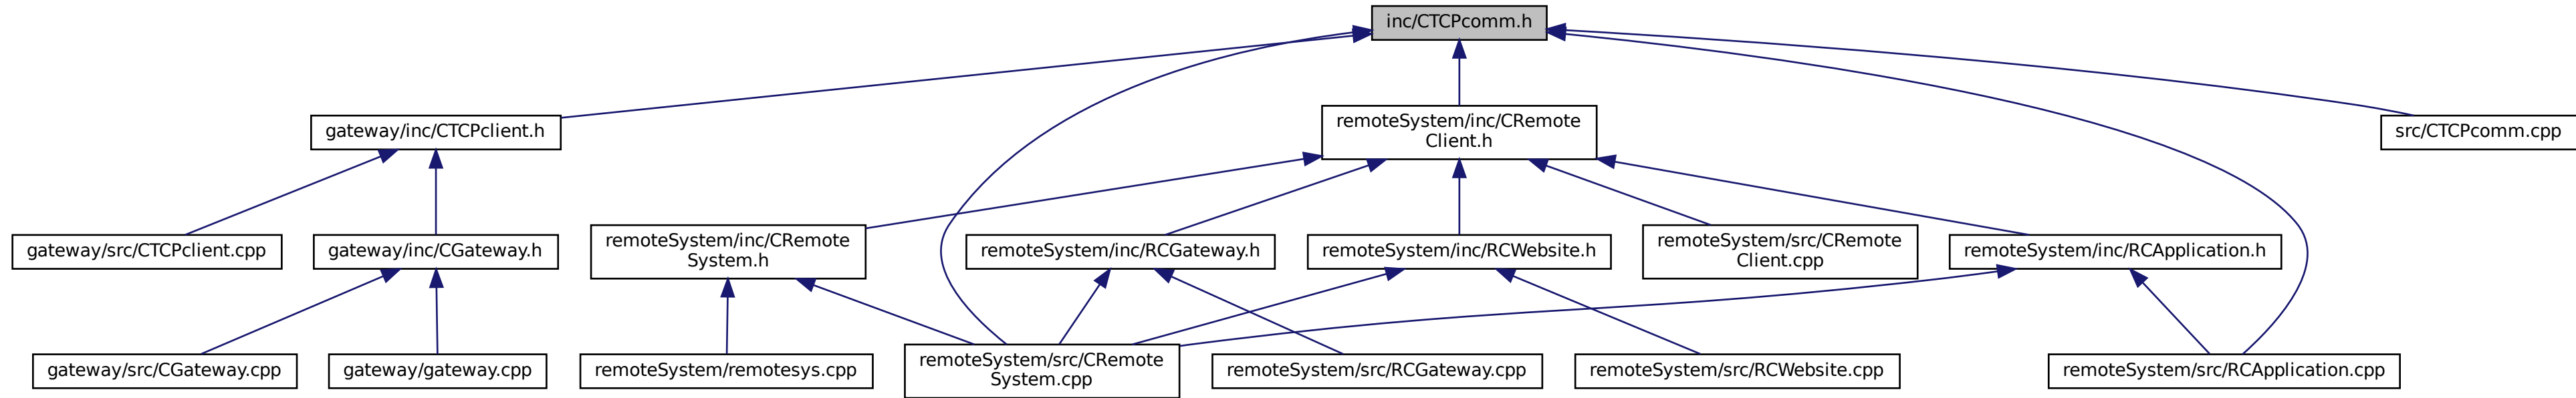 inc/CTCPcomm.h
gateway/inc/CTCPclient.h
remoteSystem/inc/CRemote
Client.h
src/CTCPcomm.cpp
gateway/src/CTCPclient.cpp
gateway/inc/CGateway.h
remoteSystem/inc/CRemote
System.h
remoteSystem/inc/RCGateway.h
remoteSystem/inc/RCWebsite.h
remoteSystem/src/CRemote
Client.cpp
remoteSystem/inc/RCApplication.h
gateway/src/CGateway.cpp
gateway/gateway.cpp
remoteSystem/remotesys.cpp
remoteSystem/src/CRemote
System.cpp
remoteSystem/src/RCGateway.cpp
remoteSystem/src/RCWebsite.cpp
remoteSystem/src/RCApplication.cpp